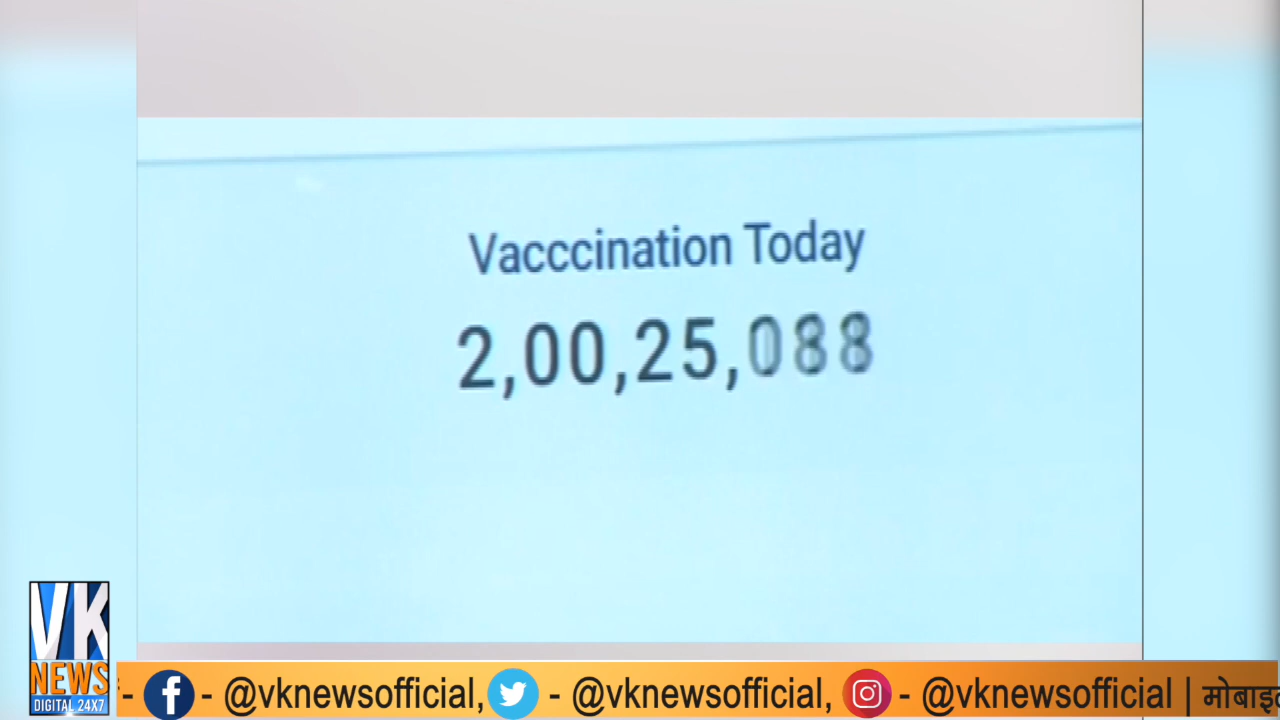 Vacccination Today
2,00,25,088
VK
NEWS
DIGITAL 24X7
- - @vknewsofficial, - @vknewsofficial, - @vknewsofficial |